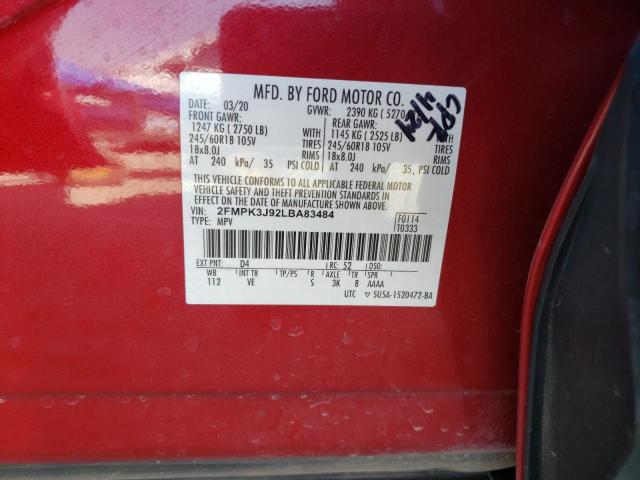 MFD. BY FORD MOTOR CO.
DATE: 03/20 GVWR: 2390 KG ( 5270
FRONT GAWR: REAR GAWR:
1247 KG ( 2750 LB) WITH 1145 KG ( 2525 LB) WITH
245/60R18 105V TIRES 245/60R18 105V TIRES
18x8.0J RIMS 18x8.0J RIMS
AT 240 kPa/ 35 PSI COLD AT 240 kPa/ 35 PSI COLD
THIS VEHICLE CONFORMS TO ALL APPLICABLE FEDERAL MOTOR
VEHICLE SAFETY, BUMPER, AND THEFT PREVENTION STANDARDS IN
EFFECT ON THE DATE OF MANUFACTURE SHOWN ABOVE.
VIN: 2FMPK3J92LBA83484 F0114
TYPE: MPV T0333
EXT PNT: D4 RC: 52 DSO:
WB INT TR TP/PS R AXLE TR SPR
112 VE S 3K 8 AAAA
UTC ▽ 5U5A-1520472-BA